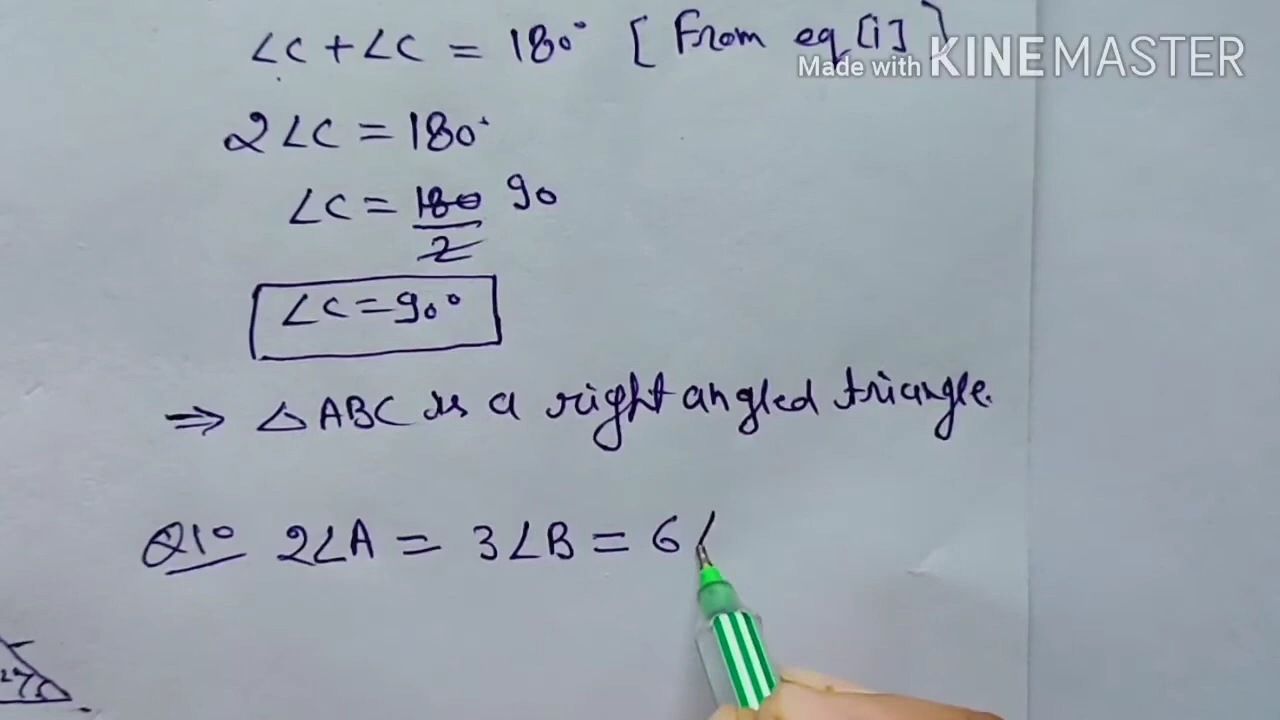 ∠C + ∠C = 180° [From eq [i]]
Made with KINEMASTER
2∠C = 180°
∠C = 180/2 90
∠C = 90°
⇒ △ABC is a right angled triangle.
Q10 2∠A = 3∠B = 6∠